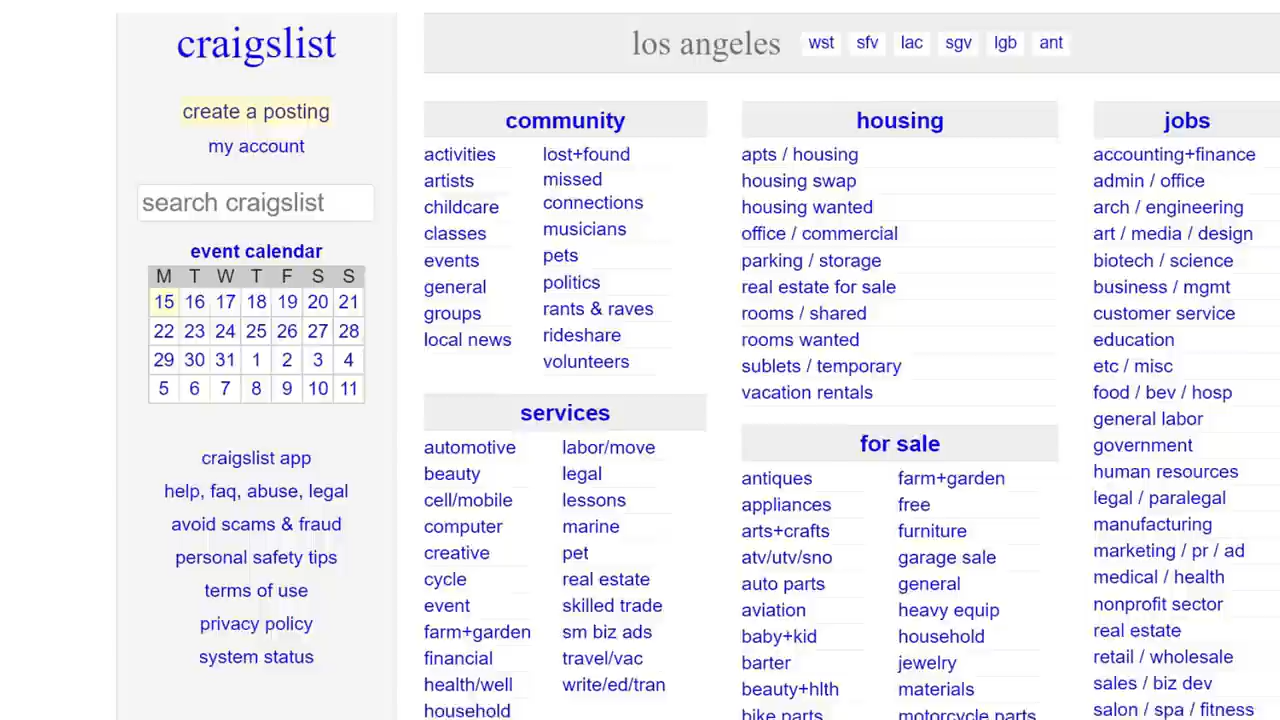 craigslist
create a posting
my account
search craigslist
event calendar
M T W T F S S
15 16 17 18 19 20 21
22 23 24 25 26 27 28
29 30 31 1 2 3 4
5 6 7 8 9 10 11
craigslist app
help, faq, abuse, legal
avoid scams & fraud
personal safety tips
terms of use
privacy policy
system status
los angeles wst sfv lac sgv lgb ant
community
activities
artists
childcare
classes
events
general
groups
local news
lost+found
missed
connections
musicians
pets
politics
rants & raves
rideshare
volunteers
services
automotive
beauty
cell/mobile
computer
creative
cycle
event
farm+garden
financial
health/well
household
labor/move
legal
lessons
marine
pet
real estate
skilled trade
sm biz ads
travel/vac
write/ed/tran
housing
apts / housing
housing swap
housing wanted
office / commercial
parking / storage
real estate for sale
rooms / shared
rooms wanted
sublets / temporary
vacation rentals
for sale
antiques
appliances
arts+crafts
atv/utv/sno
auto parts
aviation
baby+kid
barter
beauty+hlth
bike parts
farm+garden
free
furniture
garage sale
general
heavy equip
household
jewelry
materials
motorcycle parts
jobs
accounting+finance
admin / office
arch / engineering
art / media / design
biotech / science
business / mgmt
customer service
education
etc / misc
food / bev / hosp
general labor
government
human resources
legal / paralegal
manufacturing
marketing / pr / ad
medical / health
nonprofit sector
real estate
retail / wholesale
sales / biz dev
salon / spa / fitness